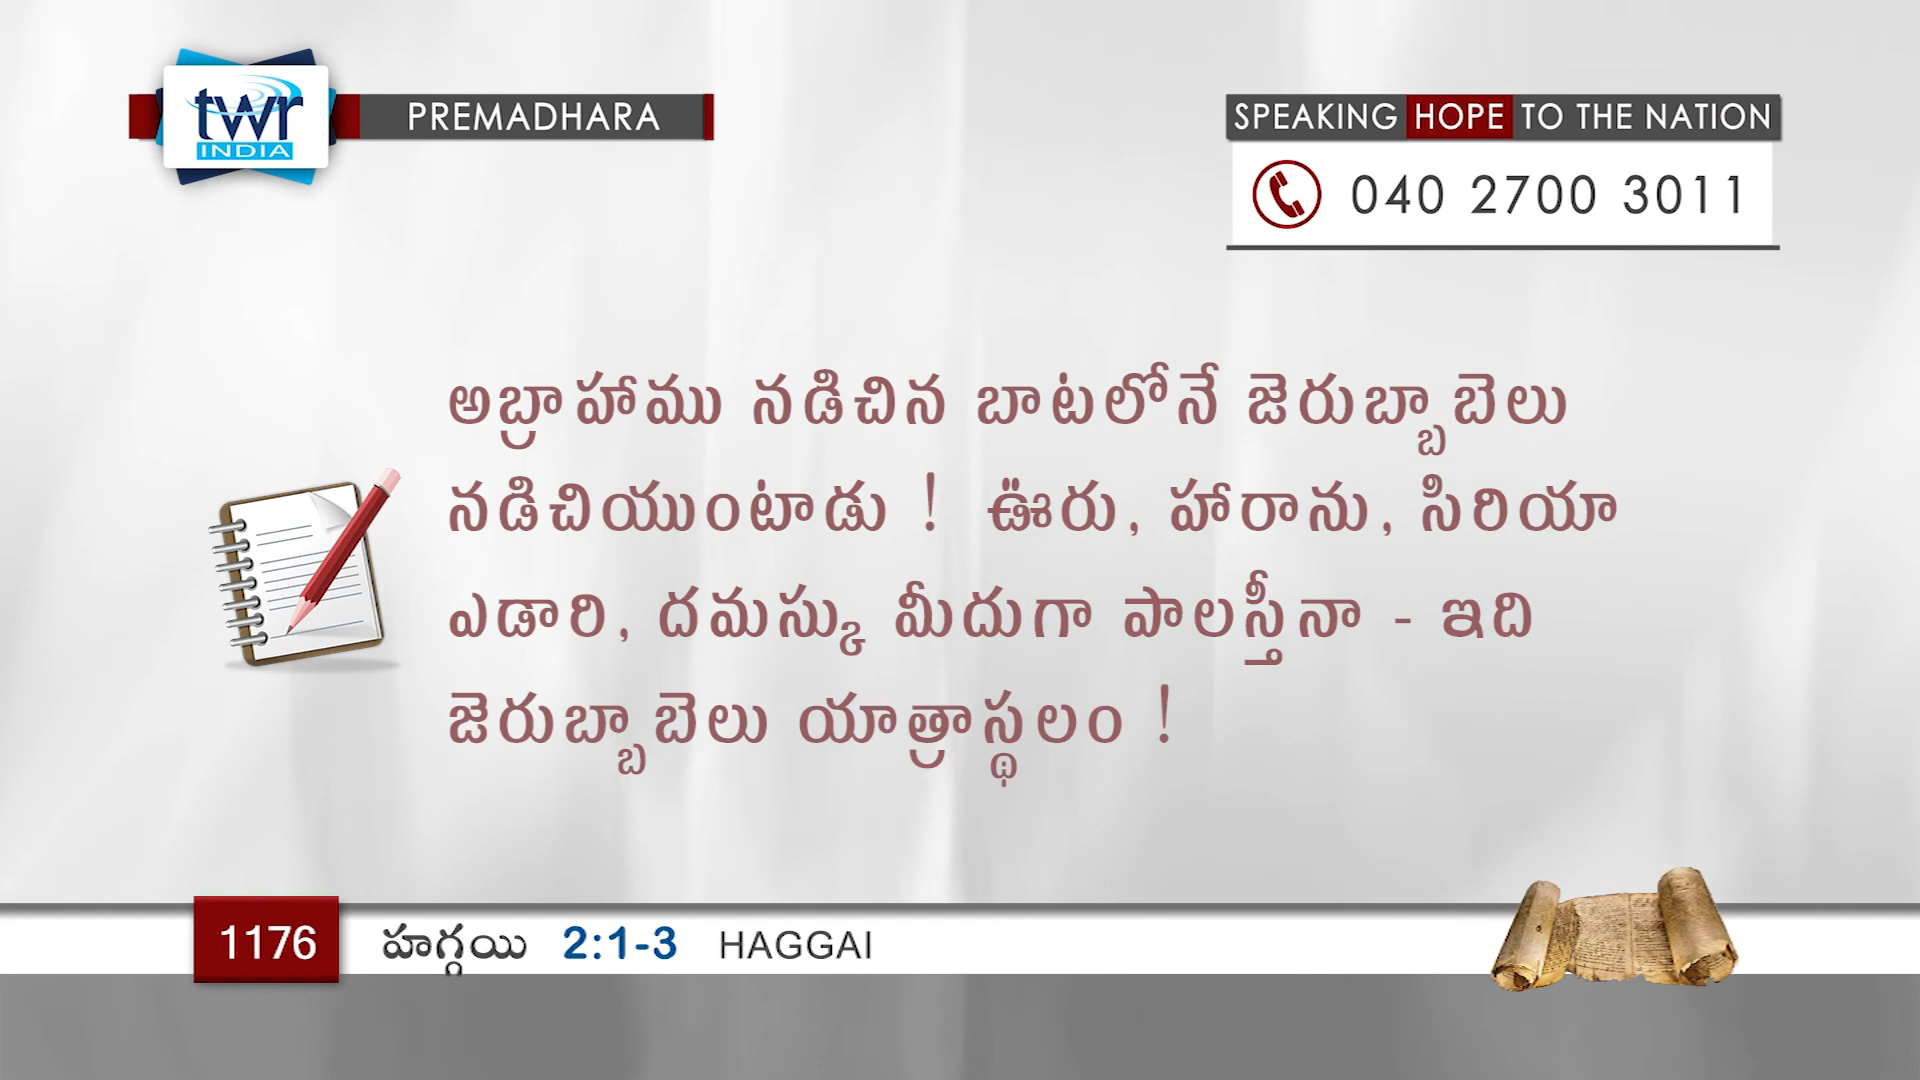 twr
INDIA
PREMADHARA
SPEAKING HOPE TO THE NATION
040 2700 3011
అబ్రాహాము నడిచిన బాటలోనే జెరుబ్బాబెలు
నడిచియుంటాడు ! ఊరు, హారాను, సిరియా
ఎడారి, దమస్కు మీదుగా పాలస్తీనా - ఇది
జెరుబ్బాబెలు యాత్రాస్థలం !
1176 హగ్గయి 2:1-3 HAGGAI